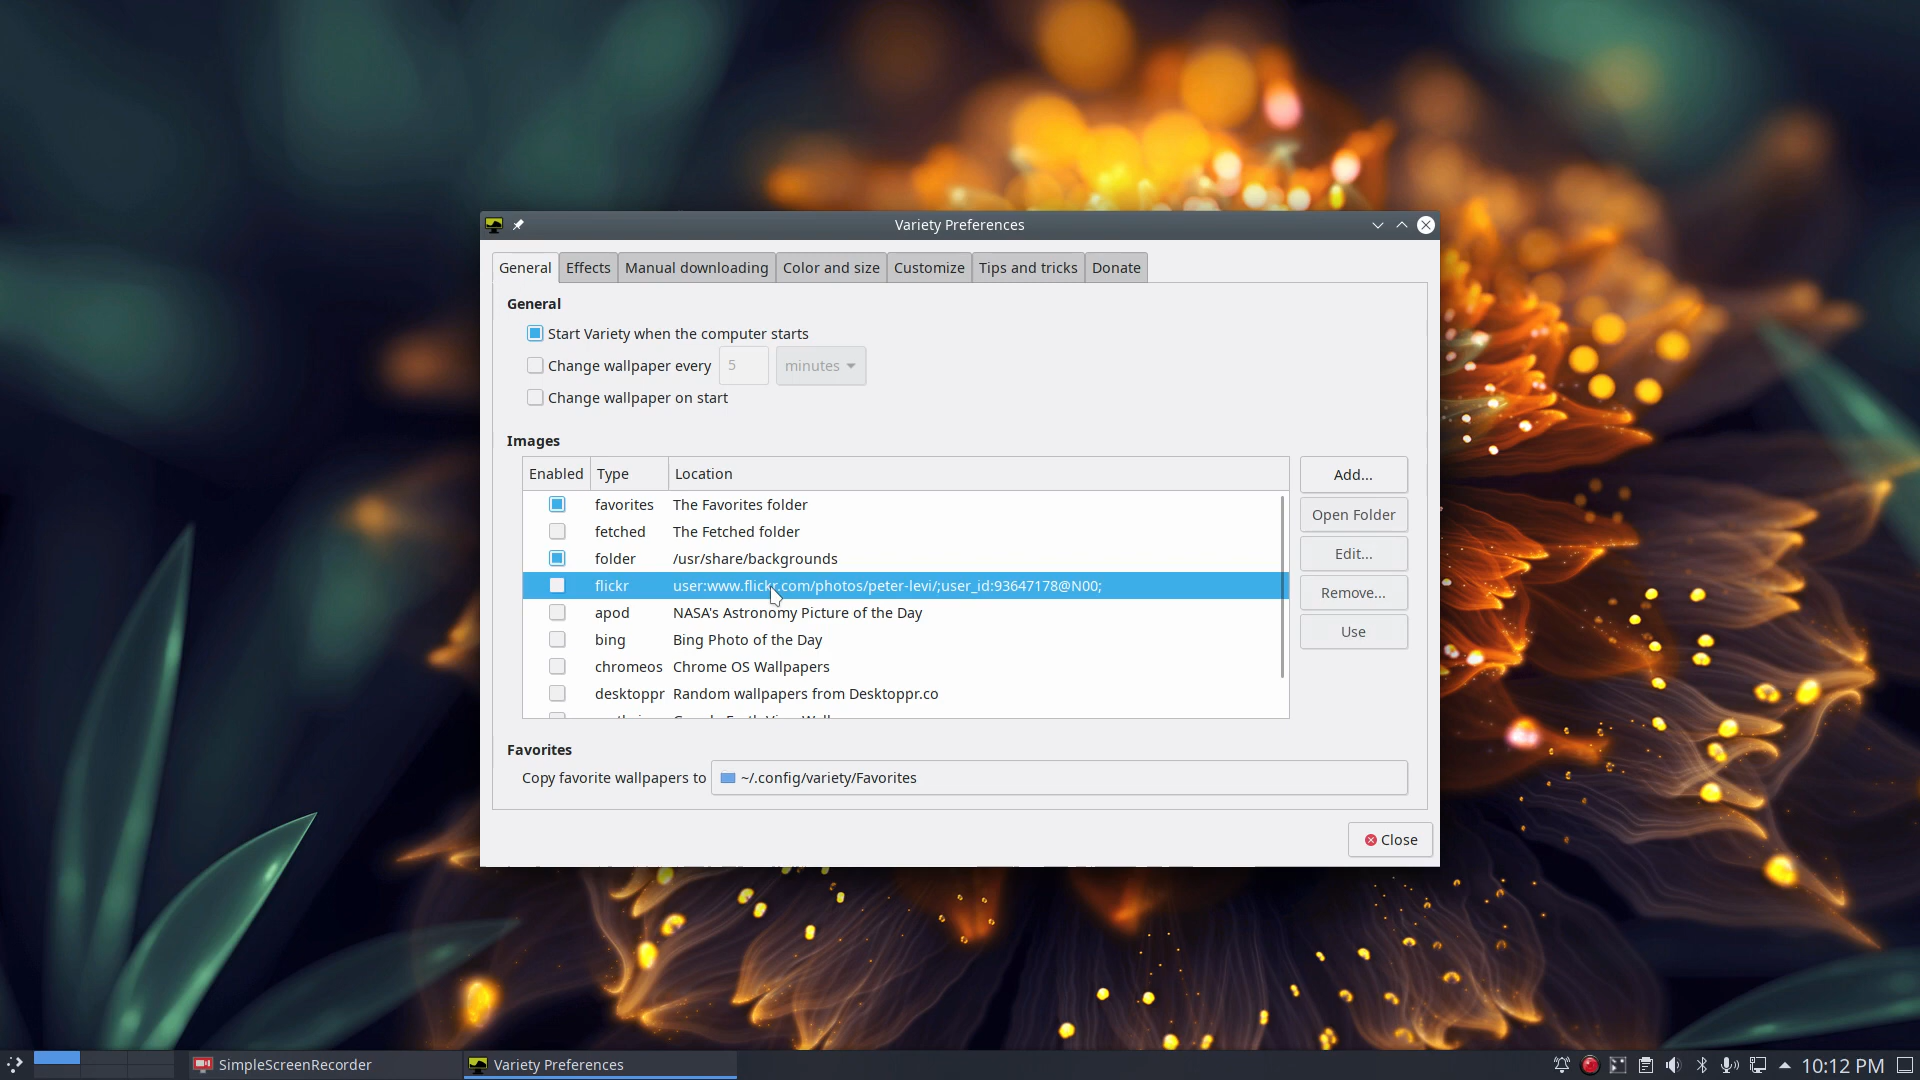 Variety Preferences
General Effects Manual downloading Color and size Customize Tips and tricks Donate
General
Start Variety when the computer starts
Change wallpaper every 5 minutes
Change wallpaper on start
Images
Enabled Type Location
favorites The Favorites folder
fetched The Fetched folder
folder /usr/share/backgrounds
flickr user:www.flickr.com/photos/peter-levi/;user_id:93647178@N00;
apod NASA's Astronomy Picture of the Day
bing Bing Photo of the Day
chromeos Chrome OS Wallpapers
desktoppr Random wallpapers from Desktoppr.co
Add...
Open Folder
Edit...
Remove...
Use
Favorites
Copy favorite wallpapers to ~/.config/variety/Favorites
Close
SimpleScreenRecorder Variety Preferences 10:12 PM